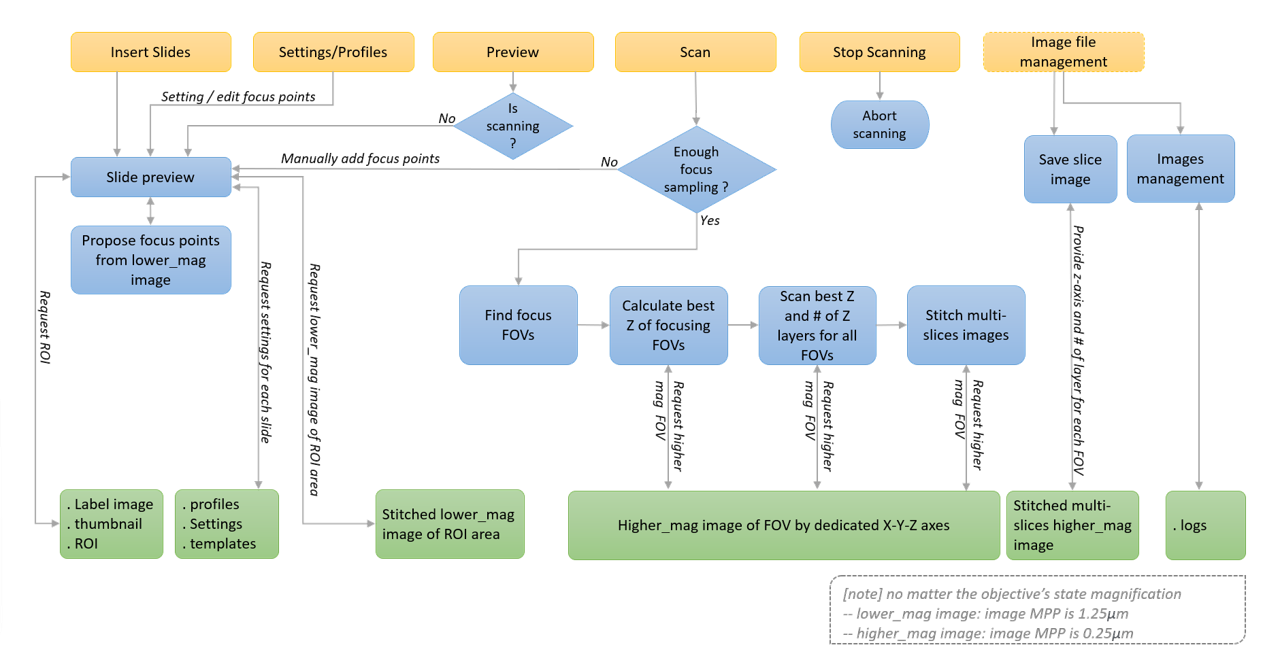 Insert Slides
Settings/Profiles
Preview
Scan
Stop Scanning
Image file
management
Setting / edit focus points
No
Is
scanning
?
Abort
scanning
Manually add focus points
No
Enough
focus
sampling ?
Yes
Slide preview
Save slice
image
Images
management
Propose focus points
from lower_mag
image
Request ROI
Request settings for each slide
Request lower_mag image of ROI area
Find focus
FOVs
Calculate best
Z of focusing
FOVs
Scan best Z
and # of Z
layers for all
FOVs
Stitch multi-
slices images
Request higher
mag FOV
Request higher
mag FOV
Request higher
mag FOV
Provide z-axis and # of layer for each FOV
. Label image
. thumbnail
. ROI
. profiles
. Settings
. templates
Stitched lower_mag
image of ROI area
Higher_mag image of FOV by dedicated X-Y-Z axes
Stitched multi-
slices higher_mag
image
. logs
[note] no matter the objective's state magnification
-- lower_mag image: image MPP is 1.25μm
-- higher_mag image: image MPP is 0.25μm